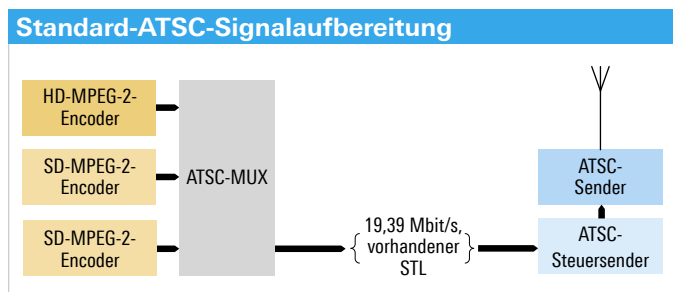 Standard-ATSC-Signalaufbereitung
HD-MPEG-2-
Encoder
SD-MPEG-2-
Encoder
SD-MPEG-2-
Encoder
ATSC-MUX
19,39 Mbit/s,
vorhandener
STL
ATSC-
Sender
ATSC-
Steuersender